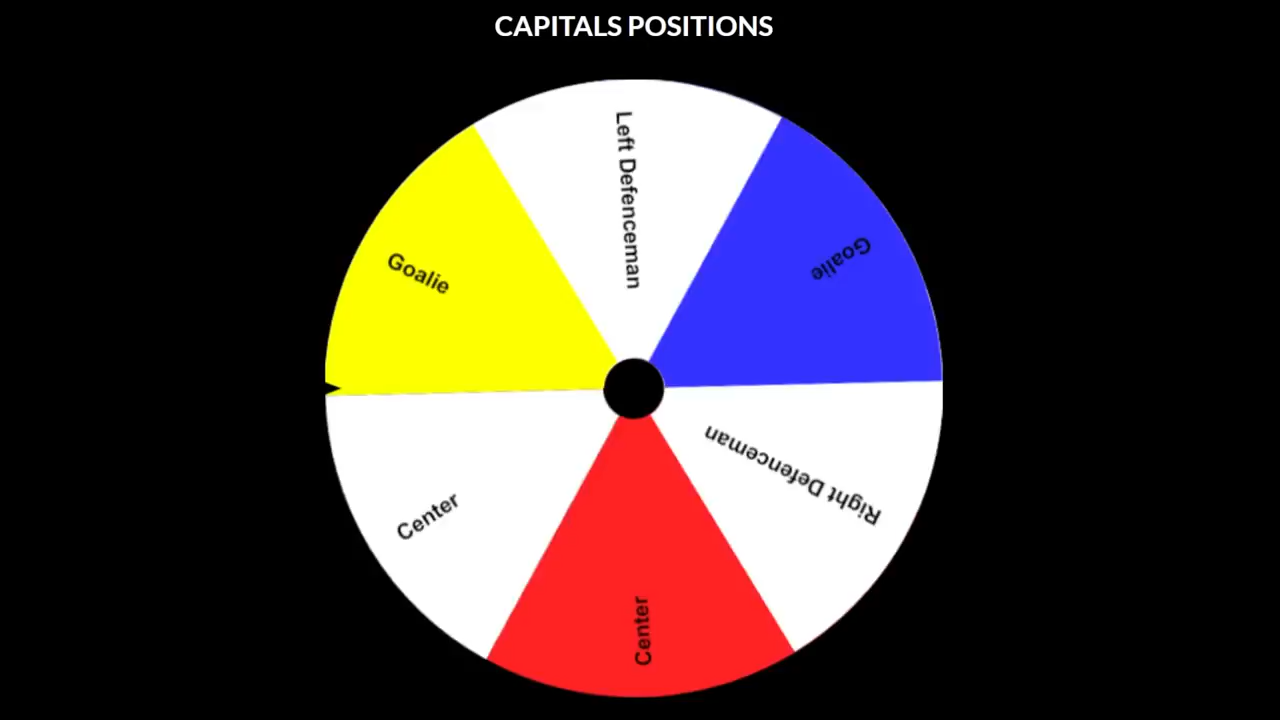 CAPITALS POSITIONS
Left Defenceman
Goalie
Goalie
Right Defenceman
Center
Center